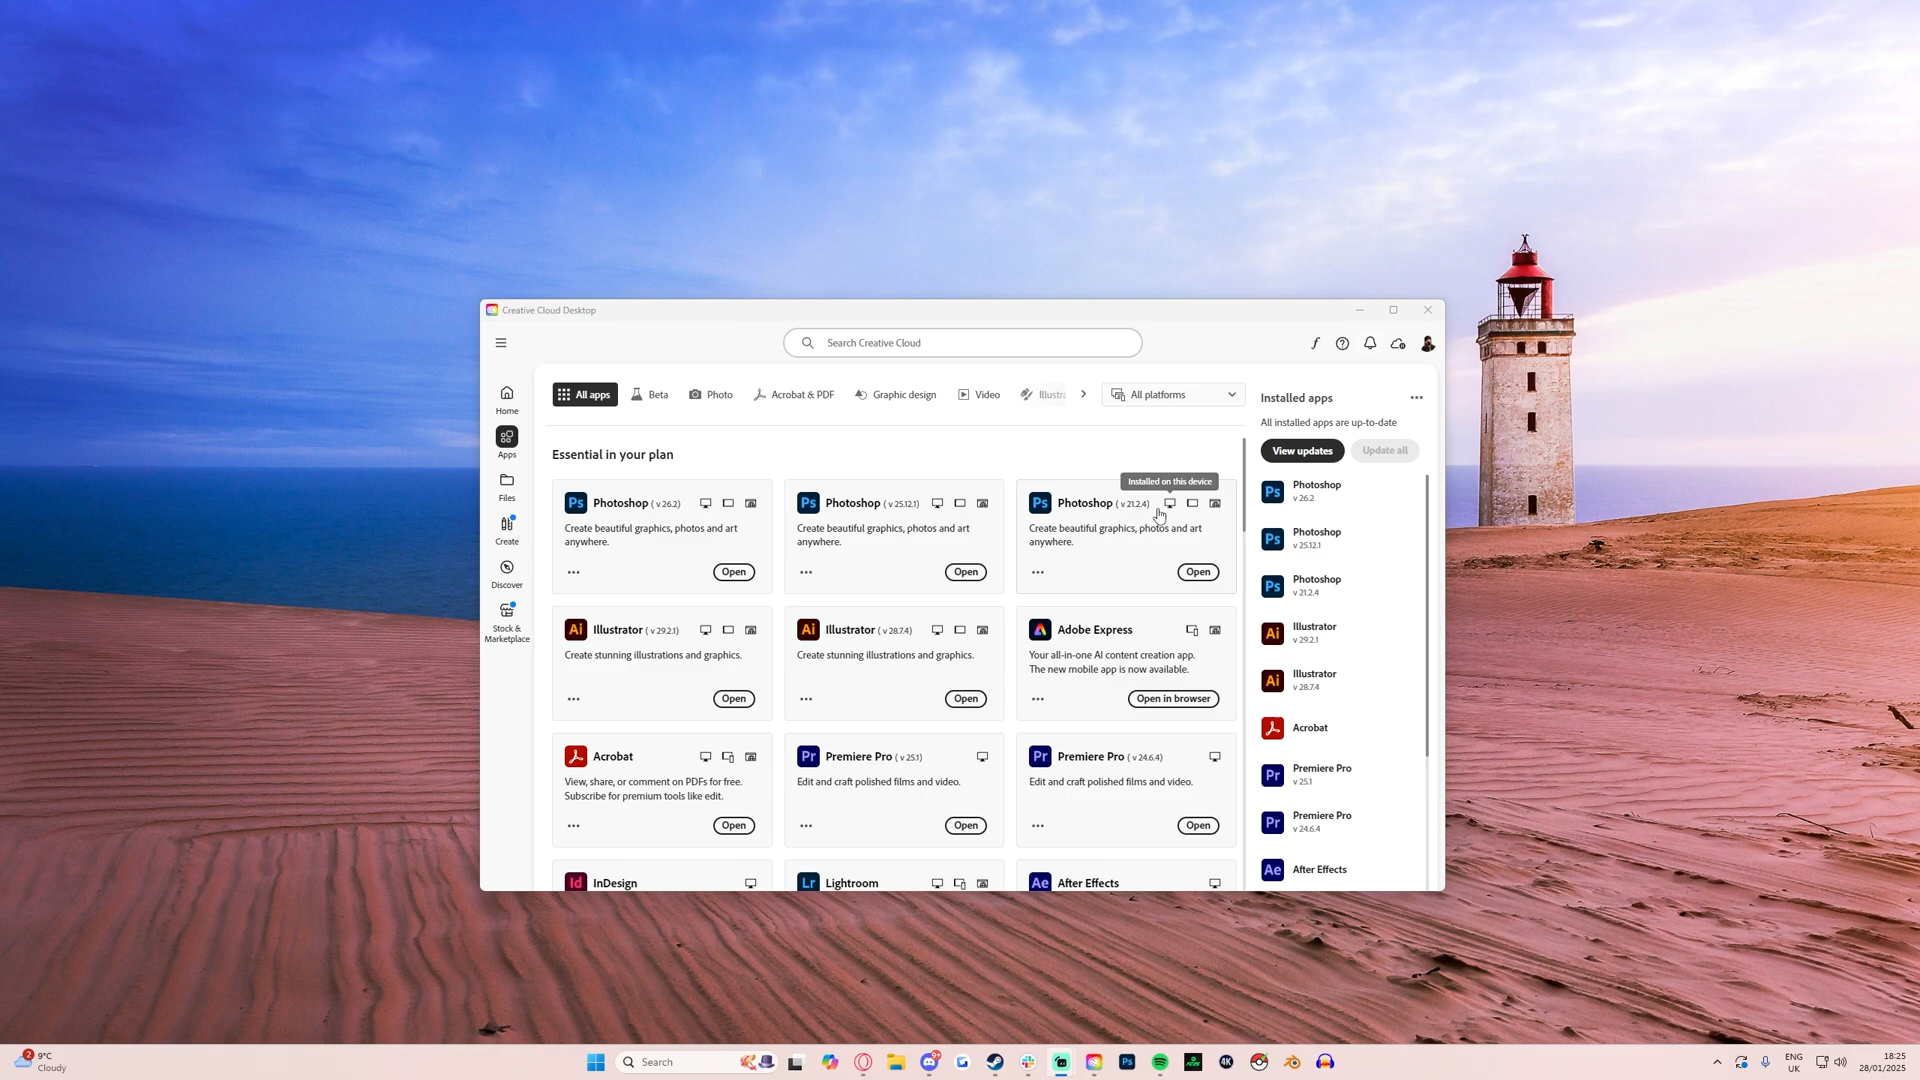 Creative Cloud Desktop
Search Creative Cloud
All apps
Beta
Photo
Acrobat & PDF
Graphic design
Video
Illustra
All platforms
Home
Apps
Files
Create
Discover
Stock &
Marketplace
Essential in your plan
Installed on this device
Ps Photoshop ( v 26.2)
Create beautiful graphics, photos and art
anywhere.
Open
Ps Photoshop ( v 25.12.1)
Create beautiful graphics, photos and art
anywhere.
Open
Ps Photoshop ( v 21.2.4)
Create beautiful graphics, photos and art
anywhere.
Open
Ai Illustrator ( v 29.2.1)
Create stunning illustrations and graphics.
Open
Ai Illustrator ( v 28.7.4)
Create stunning illustrations and graphics.
Open
Adobe Express
Your all-in-one AI content creation app.
The new mobile app is now available.
Open in browser
Acrobat
View, share, or comment on PDFs for free.
Subscribe for premium tools like edit.
Open
Pr Premiere Pro ( v 25.1)
Edit and craft polished films and video.
Open
Pr Premiere Pro ( v 24.6.4)
Edit and craft polished films and video.
Open
Id InDesign
Lr Lightroom
Ae After Effects
Installed apps
All installed apps are up-to-date
View updates
Update all
Ps Photoshop
v 26.2
Ps Photoshop
v 25.12.1
Ps Photoshop
v 21.2.4
Ai Illustrator
v 29.2.1
Ai Illustrator
v 28.7.4
Acrobat
Pr Premiere Pro
v 25.1
Pr Premiere Pro
v 24.6.4
Ae After Effects
2
9°C
Cloudy
Search
9+
Ps
4K
ENG
UK
18:25
28/01/2025